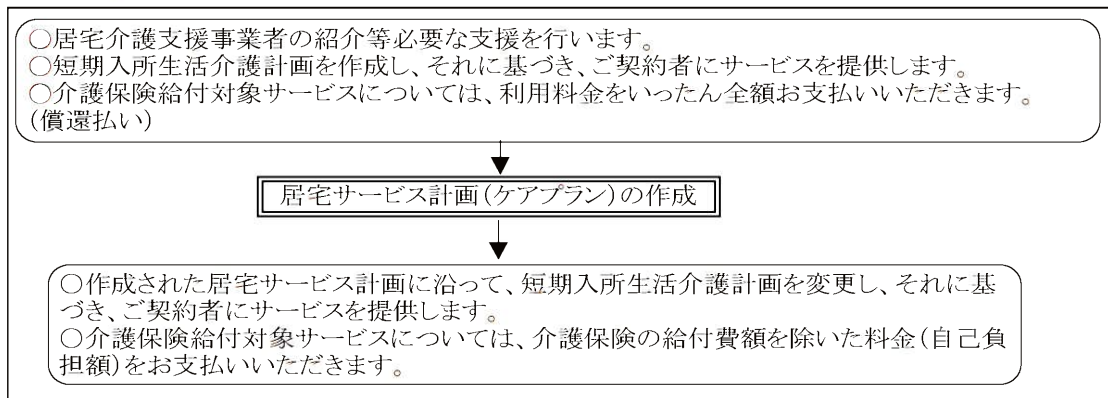 ○居宅介護支援事業者の紹介等必要な支援を行います。
○短期入所生活介護計画を作成し、それに基づき、ご契約者にサービスを提供します。
○介護保険給付対象サービスについては、利用料金をいったん全額お支払いいただきます。
(償還払い)
居宅サービス計画(ケアプラン)の作成
○作成された居宅サービス計画に沿って、短期入所生活介護計画を変更し、それに基
づき、ご契約者にサービスを提供します。
○介護保険給付対象サービスについては、介護保険の給付費額を除いた料金(自己負
担額)をお支払いいただきます。